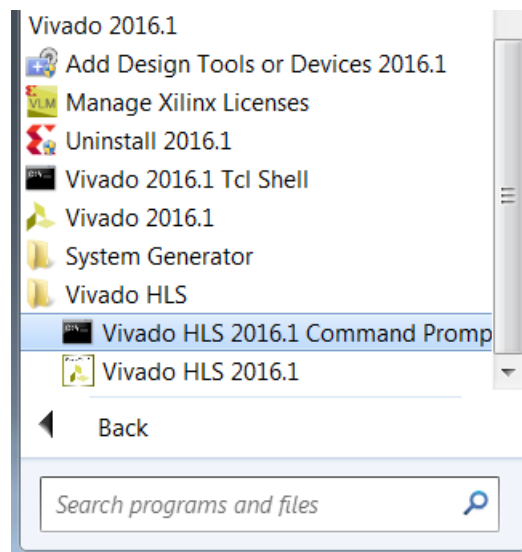 Vivado 2016.1
Add Design Tools or Devices 2016.1
VLM Manage Xilinx Licenses
Uninstall 2016.1
Vivado 2016.1 Tcl Shell
Vivado 2016.1
System Generator
Vivado HLS
Vivado HLS 2016.1 Command Promp
Vivado HLS 2016.1
Back
Search programs and files